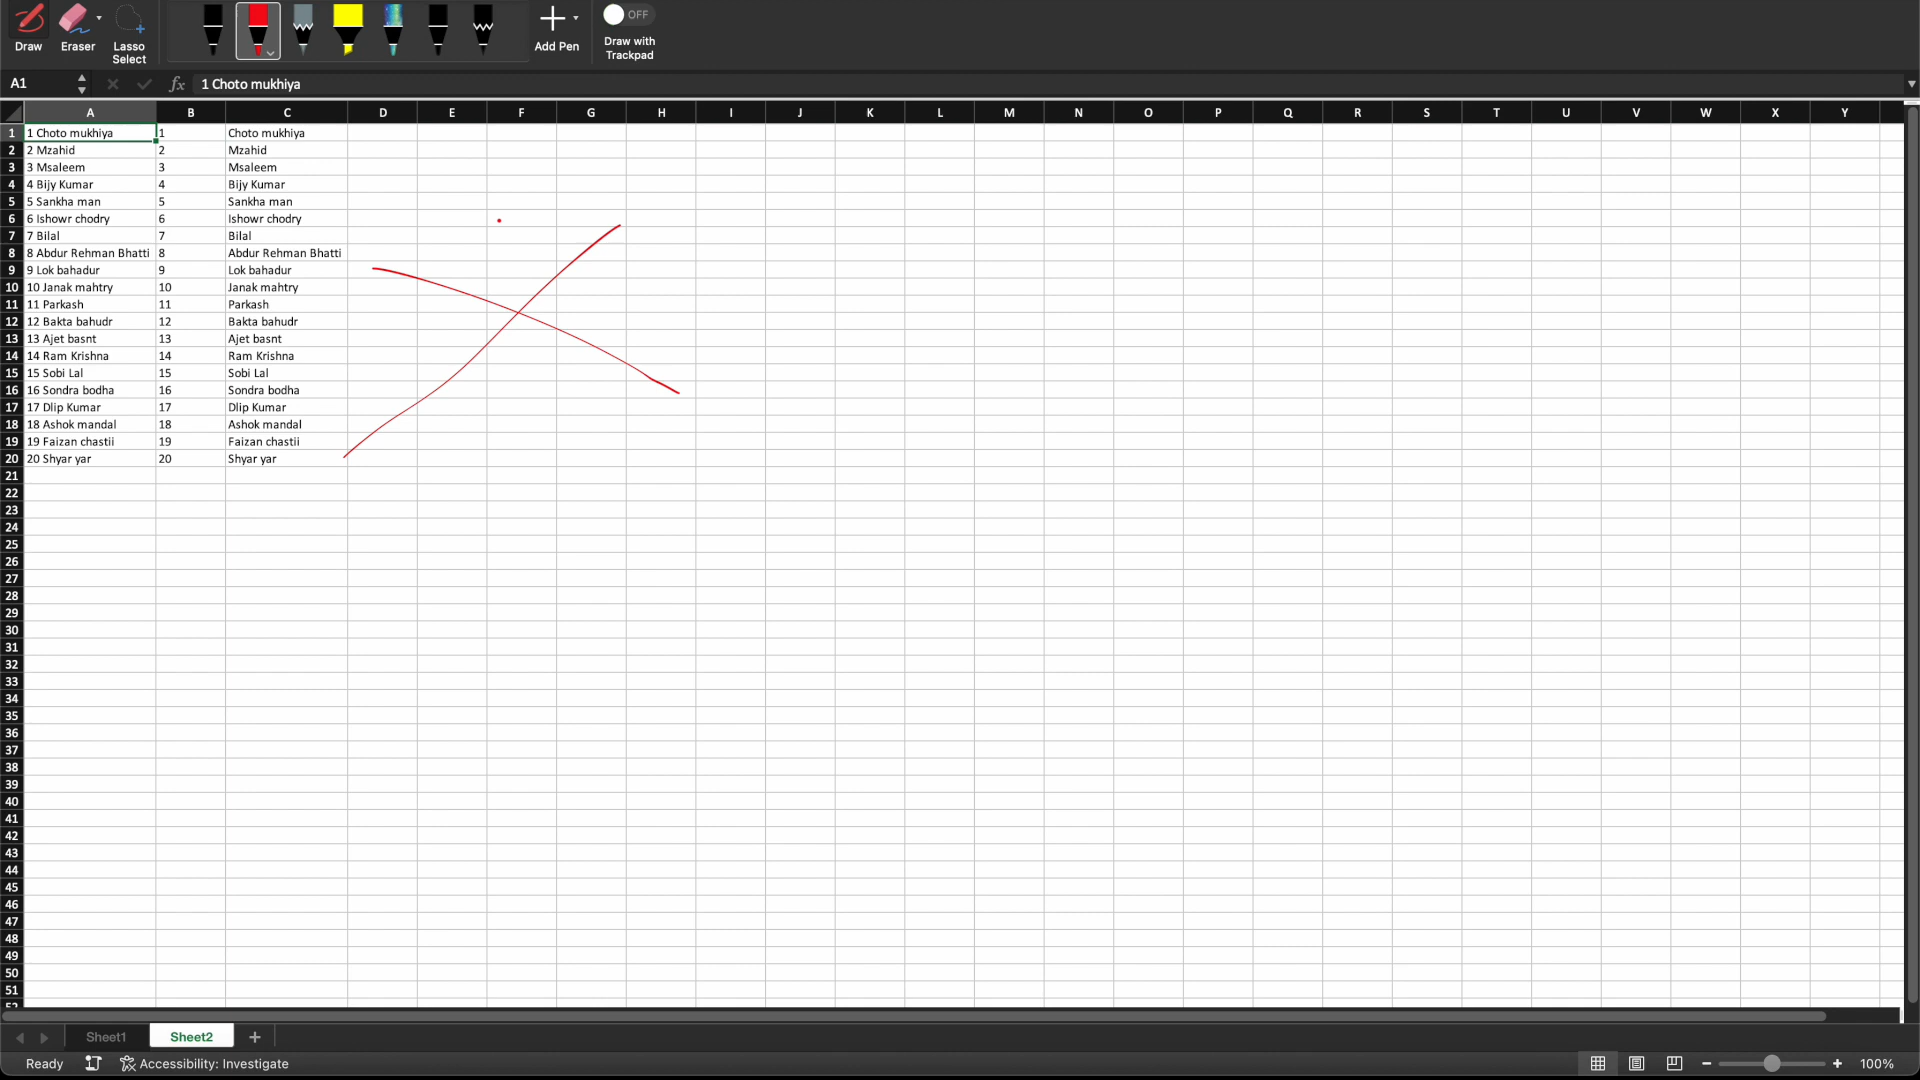 OFF
Draw Eraser Lasso Select Add Pen Draw with Trackpad
A1 fx 1 Choto mukhiya
A B C D E F G H I J K L M N O P Q R S T U V W X Y
1 1 Choto mukhiya 1 Choto mukhiya
2 2 Mzahid 2 Mzahid
3 3 Msaleem 3 Msaleem
4 4 Bijy Kumar 4 Bijy Kumar
5 5 Sankha man 5 Sankha man
6 6 Ishowr chodry 6 Ishowr chodry
7 7 Bilal 7 Bilal
8 8 Abdur Rehman Bhatti 8 Abdur Rehman Bhatti
9 9 Lok bahadur 9 Lok bahadur
10 10 Janak mahtry 10 Janak mahtry
11 11 Parkash 11 Parkash
12 12 Bakta bahudr 12 Bakta bahudr
13 13 Ajet basnt 13 Ajet basnt
14 14 Ram Krishna 14 Ram Krishna
15 15 Sobi Lal 15 Sobi Lal
16 16 Sondra bodha 16 Sondra bodha
17 17 Dlip Kumar 17 Dlip Kumar
18 18 Ashok mandal 18 Ashok mandal
19 19 Faizan chastii 19 Faizan chastii
20 20 Shyar yar 20 Shyar yar
21
22
23
24
25
26
27
28
29
30
31
32
33
34
35
36
37
38
39
40
41
42
43
44
45
46
47
48
49
50
51
52
Sheet1 Sheet2 +
Ready Accessibility: Investigate 100%